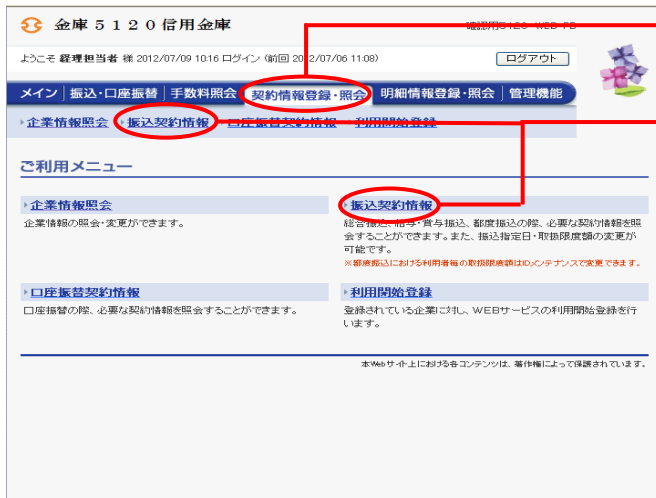 金庫5120信用金庫
ようこそ 経理担当者 様 2012/07/09 10:16 ログイン (前回 2012/07/06 11:08)
ログアウト
メイン 振込・口座振替 手数料照会 契約情報登録・照会 明細情報登録・照会 管理機能
企業情報照会 振込契約情報 口座振替契約情報 利用開始登録
ご利用メニュー
企業情報照会
企業情報の照会・変更ができます。
振込契約情報
総合振込、給与・賞与振込、都度振込の際、必要な契約情報を照
会することができます。また、振込指定日・取扱限度額の変更が
可能です。
※都度振込における利用者毎の取扱限度額はIDメンテナンスで変更できます。
口座振替契約情報
口座振替の際、必要な契約情報を照会することができます。
利用開始登録
登録されている企業に対し、WEBサービスの利用開始登録を行
います。
本Webサイト上における各コンテンツは、著作権によって保護されています。